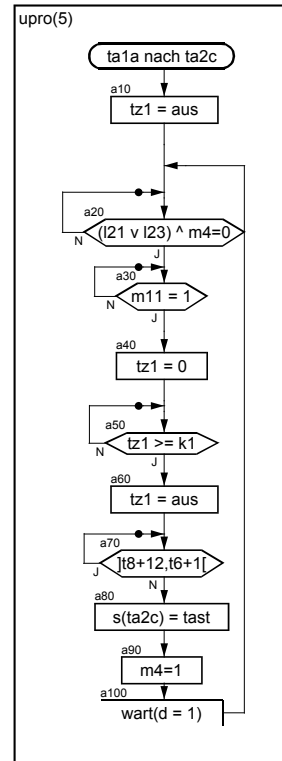 upro(5)
ta1a nach ta2c
a10
tz1 = aus
a20
(l21 v l23) ^ m4=0
N
J
a30
m11 = 1
N
J
a40
tz1 = 0
a50
tz1 >= k1
N
J
a60
tz1 = aus
a70
]t8+12,t6+1[
J
N
a80
s(ta2c) = tast
a90
m4=1
a100
wart(d = 1)